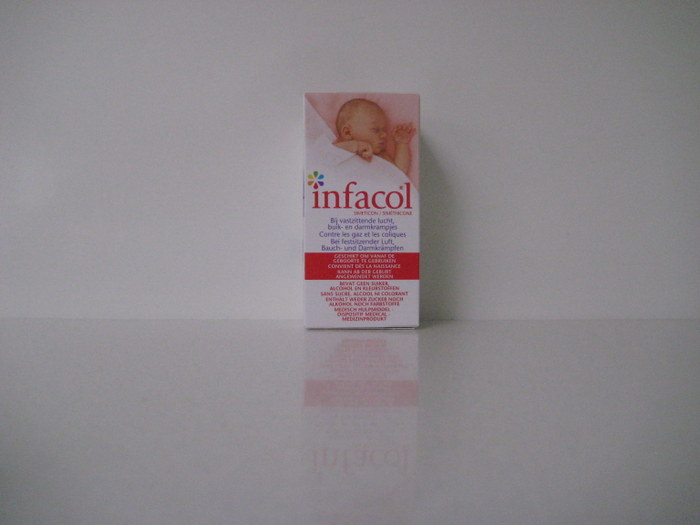 infacol®
SIMETICON / SIMETHICONE
Bij vastzittende lucht,
buik- en darmkrampjes
Contre les gaz et les coliques
Bei festsitzender Luft,
Bauch- und Darmkrämpfen
GESCHIKT OM VANAF DE
GEBOORTE TE GEBRUIKEN
CONVIENT DÈS LA NAISSANCE
KANN AB DER GEBURT
ANGEWENDET WERDEN
BEVAT GEEN SUIKER,
ALCOHOL EN KLEURSTOFFEN
SANS SUCRE, ALCOOL NI COLORANT
ENTHÄLT WEDER ZUCKER NOCH
ALKOHOL NOCH FARBSTOFFE
MEDISCH HULPMIDDEL
DISPOSITIF MEDICAL
MEDIZINPRODUKT